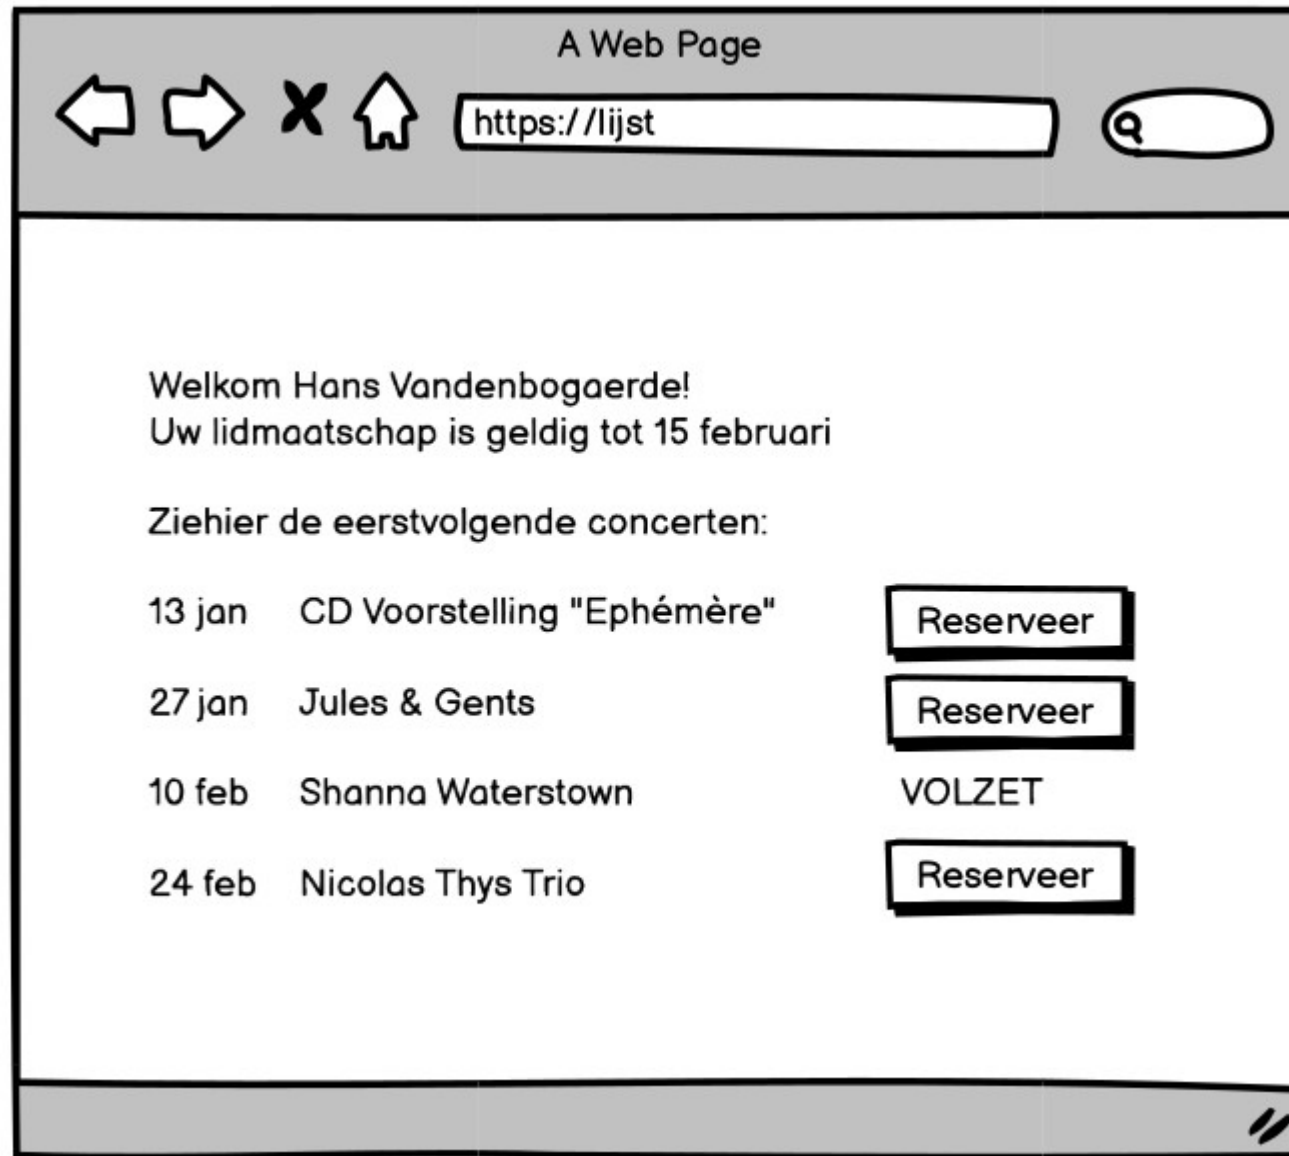 A Web Page
https://lijst
Welkom Hans Vandenbogaerde!
Uw lidmaatschap is geldig tot 15 februari
Ziehier de eerstvolgende concerten:
13 jan CD Voorstelling "Ephémère" Reserveer
27 jan Jules & Gents Reserveer
10 feb Shanna Waterstown VOLZET
24 feb Nicolas Thys Trio Reserveer